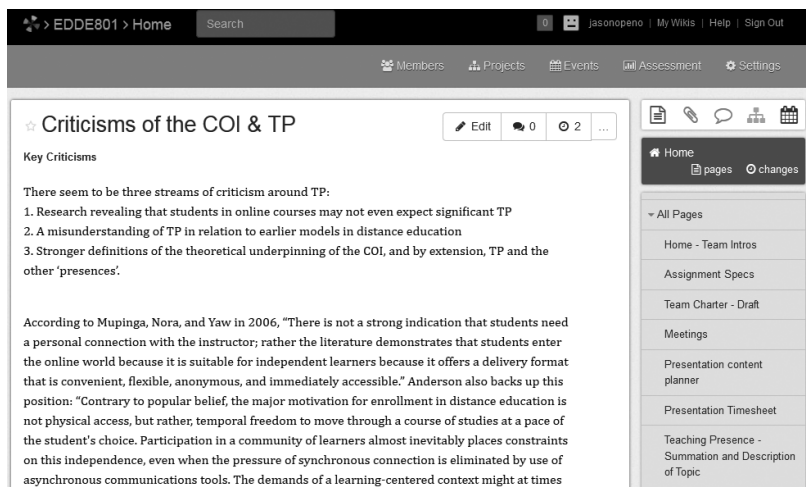 > EDDE801 > Home
Search
0
jasonopeno | My Wikis | Help | Sign Out
Members
Projects
Events
Assessment
Settings
Criticisms of the COI & TP
Edit
0
2
...
Key Criticisms
There seem to be three streams of criticism around TP:
1. Research revealing that students in online courses may not even expect significant TP
2. A misunderstanding of TP in relation to earlier models in distance education
3. Stronger definitions of the theoretical underpinning of the COI, and by extension, TP and the
other ‘presences’.
According to Mupinga, Nora, and Yaw in 2006, “There is not a strong indication that students need
a personal connection with the instructor; rather the literature demonstrates that students enter
the online world because it is suitable for independent learners because it offers a delivery format
that is convenient, flexible, anonymous, and immediately accessible.” Anderson also backs up this
position: “Contrary to popular belief, the major motivation for enrollment in distance education is
not physical access, but rather, temporal freedom to move through a course of studies at a pace of
the student's choice. Participation in a community of learners almost inevitably places constraints
on this independence, even when the pressure of synchronous connection is eliminated by use of
asynchronous communications tools. The demands of a learning-centered context might at times
Home
pages
changes
All Pages
Home - Team Intros
Assignment Specs
Team Charter - Draft
Meetings
Presentation content
planner
Presentation Timesheet
Teaching Presence -
Summation and Description
of Topic